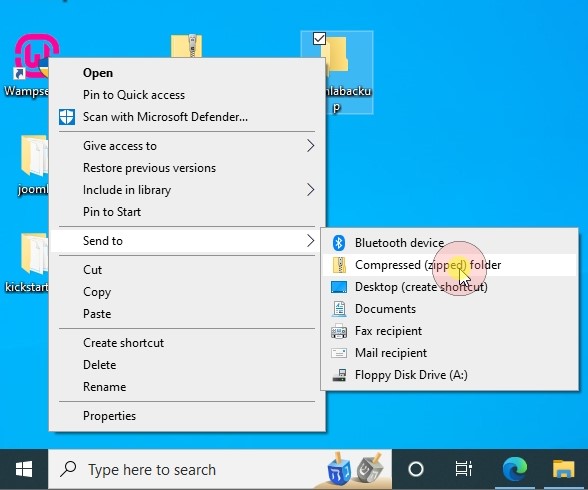 Open
Pin to Quick access
Scan with Microsoft Defender...
Give access to
Restore previous versions
Include in library
Pin to Start
Send to
Cut
Copy
Paste
Create shortcut
Delete
Rename
Properties
Bluetooth device
Compressed (zipped) folder
Desktop (create shortcut)
Documents
Fax recipient
Mail recipient
Floppy Disk Drive (A:)
Wampse
jooml
kickstart
labacku
p
Type here to search